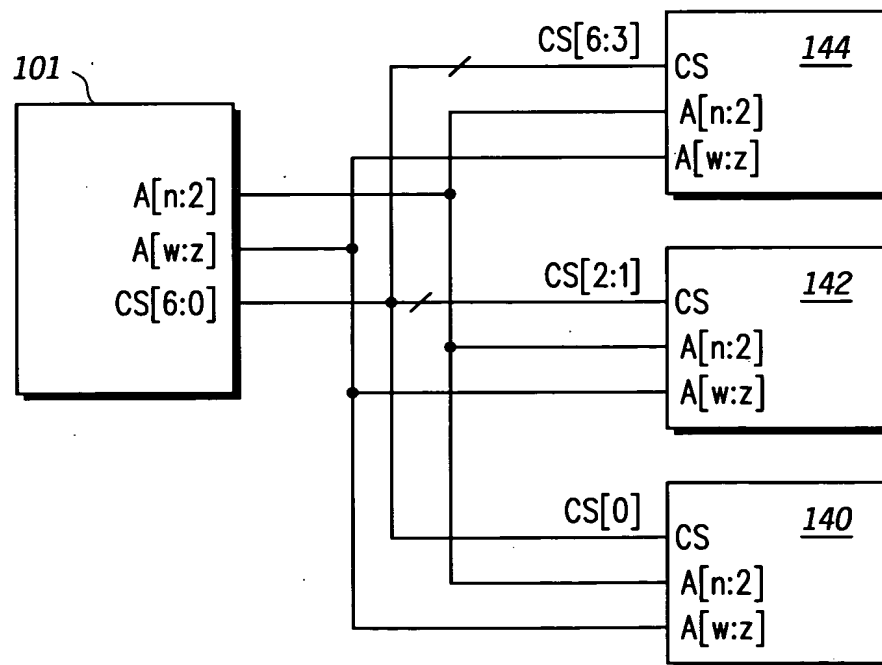 101
A[n:2]
A[w:z]
CS[6:0]
CS[6:3]
144
CS
A[n:2]
A[w:z]
CS[2:1]
142
CS
A[n:2]
A[w:z]
CS[0]
140
CS
A[n:2]
A[w:z]